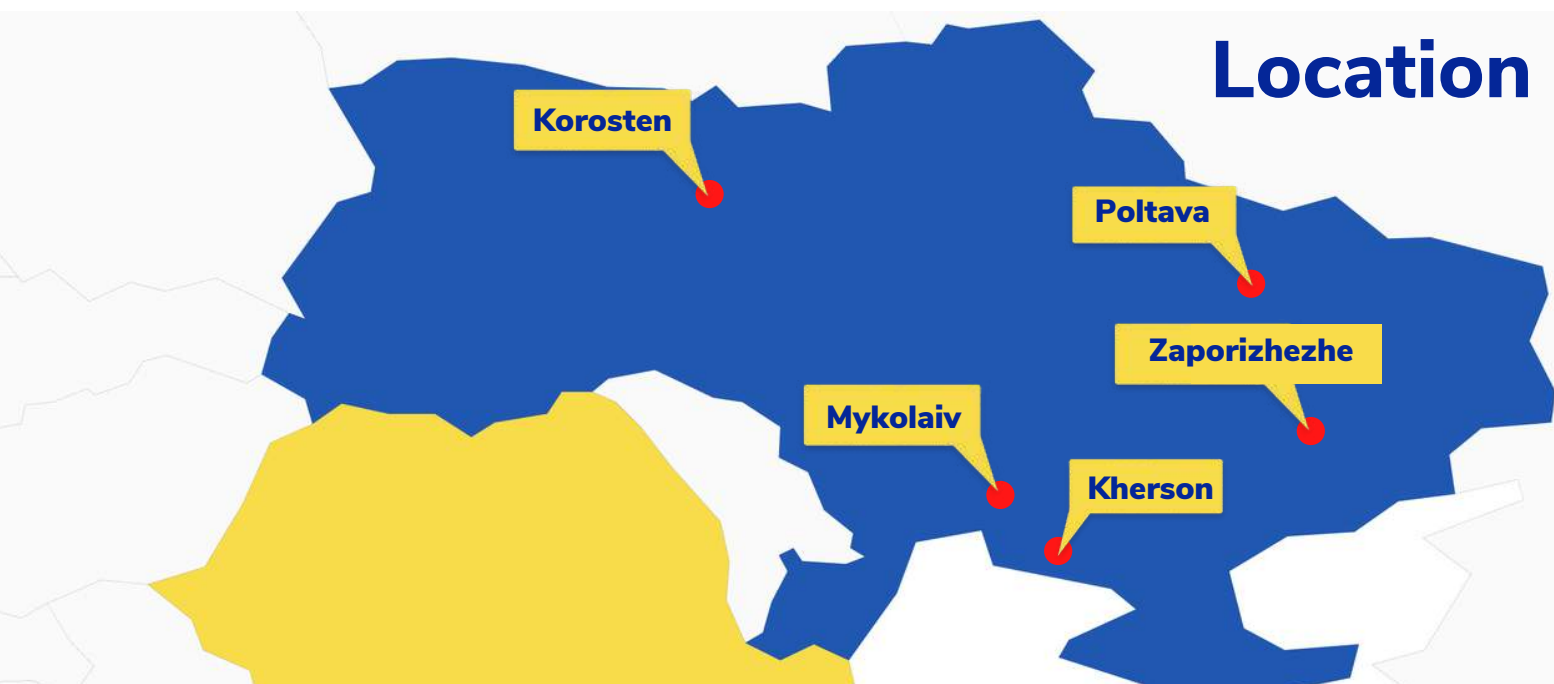 Location
Korosten
Poltava
Zaporizhezhe
Mykolaiv
Kherson